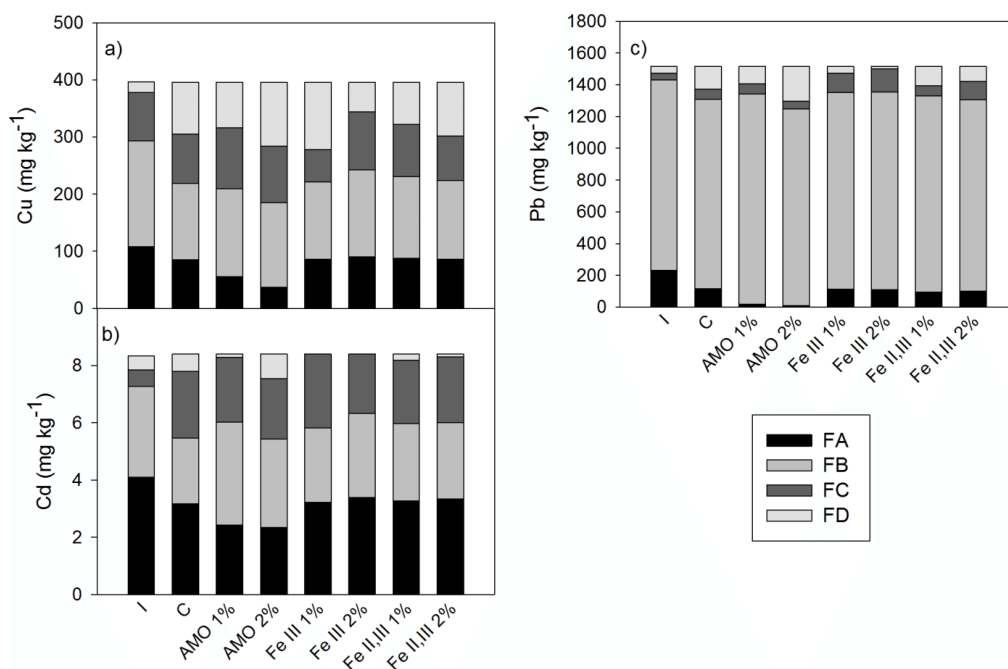 a)
Cu (mg kg⁻¹)
500
400
300
200
100
0
b)
Cd (mg kg⁻¹)
8
6
4
2
0
I
C
AMO 1%
AMO 2%
Fe III 1%
Fe III 2%
Fe II,III 1%
Fe II,III 2%
c)
Pb (mg kg⁻¹)
1800
1600
1400
1200
1000
800
600
400
200
0
I
C
AMO 1%
AMO 2%
Fe III 1%
Fe III 2%
Fe II,III 1%
Fe II,III 2%
FA
FB
FC
FD